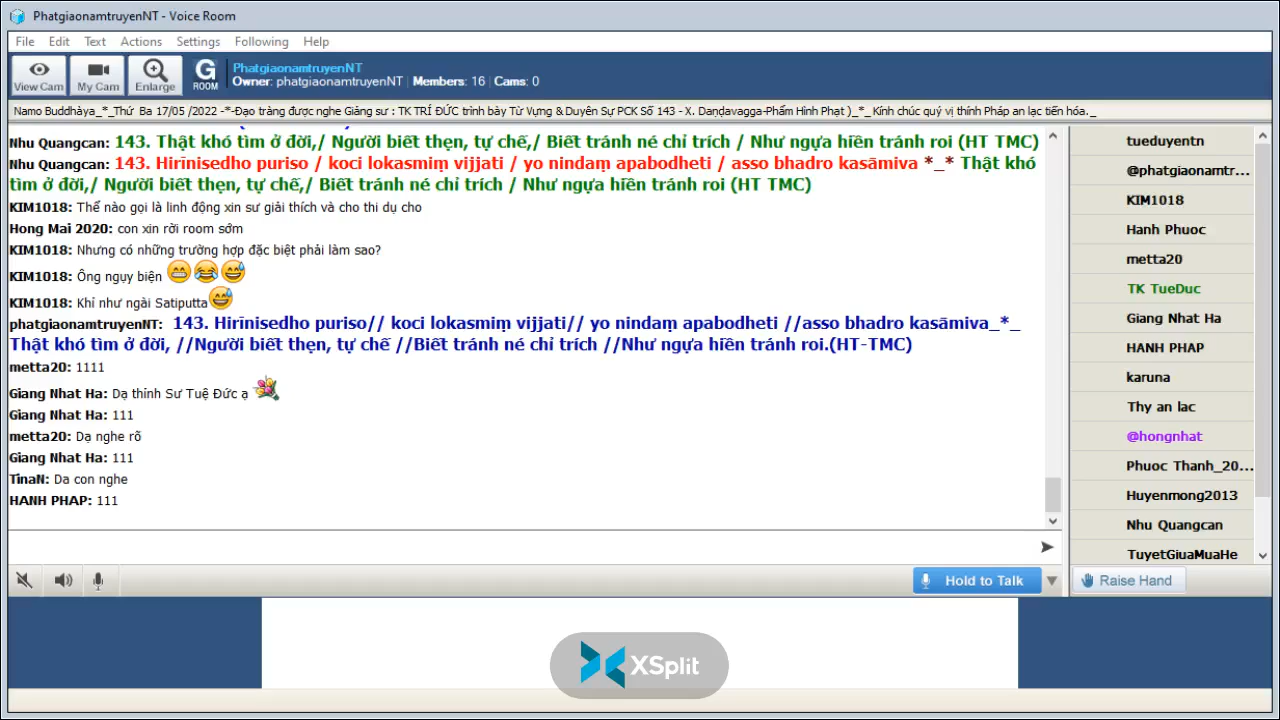 PhatgiaonamtruyenNT - Voice Room
File Edit Text Actions Settings Following Help
View Cam My Cam Enlarge G ROOM
PhatgiaonamtruyenNT
Owner: phatgiaonamtruyenNT | Members: 16 | Cams: 0
Namo Buddhàya_*_Thứ Ba 17/05 /2022 -*-Đạo tràng được nghe Giảng sư : TK TRÍ ĐỨC trình bày Từ Vựng & Duyên Sự PCK Số 143 - X. Daṇḍavagga-Phẩm Hình Phạt )_*_ Kính chúc quý vị thính Pháp an lạc tiến hóa._
Nhu Quangcan: 143. Thật khó tìm ở đời,/ Người biết thẹn, tự chế,/ Biết tránh né chỉ trích / Như ngựa hiền tránh roi (HT TMC)
Nhu Quangcan: 143. Hirīnisedho puriso / koci lokasmiṃ vijjati / yo nindaṃ apabodheti / asso bhadro kasāmiva *_* Thật khó
tìm ở đời,/ Người biết thẹn, tự chế,/ Biết tránh né chỉ trích / Như ngựa hiền tránh roi (HT TMC)
KIM1018: Thế nào gọi là linh động xin sư giải thích và cho thi dụ cho
Hong Mai 2020: con xin rời room sớm
KIM1018: Nhưng có những trường hợp đặc biệt phải làm sao?
KIM1018: Ông ngụy biện
KIM1018: Khỉ như ngài Satiputta
phatgiaonamtruyenNT: 143. Hirīnisedho puriso// koci lokasmiṃ vijjati// yo nindaṃ apabodheti //asso bhadro kasāmiva_*_
Thật khó tìm ở đời, //Người biết thẹn, tự chế //Biết tránh né chỉ trích //Như ngựa hiền tránh roi.(HT-TMC)
metta20: 1111
Giang Nhat Ha: Dạ thỉnh Sư Tuệ Đức ạ
Giang Nhat Ha: 111
metta20: Dạ nghe rõ
Giang Nhat Ha: 111
TinaN: Da con nghe
HANH PHAP: 111
tueduyentn
@phatgiaonamtr...
KIM1018
Hanh Phuoc
metta20
TK TueDuc
Giang Nhat Ha
HANH PHAP
karuna
Thy an lac
@hongnhat
Phuoc Thanh_20...
Huyenmong2013
Nhu Quangcan
TuyetGiuaMuaHe
Hold to Talk
Raise Hand
XSplit